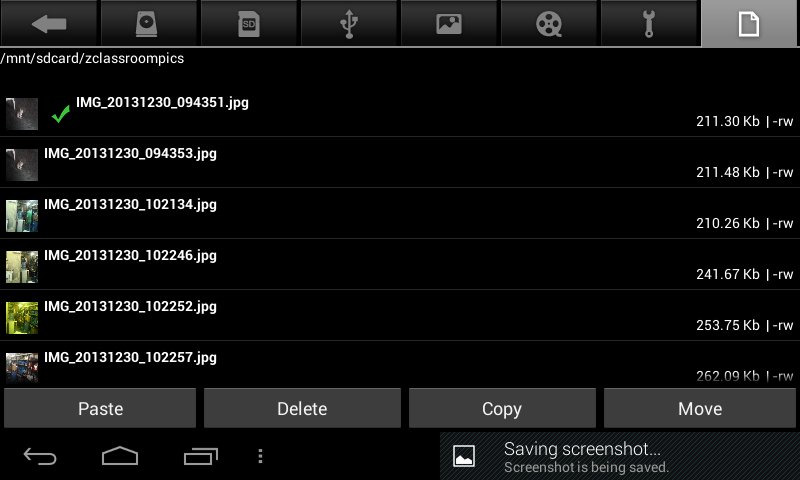 SD
/mnt/sdcard/zclassroompics
IMG_20131230_094351.jpg
211.30 Kb | -rw
IMG_20131230_094353.jpg
211.48 Kb | -rw
IMG_20131230_102134.jpg
210.26 Kb | -rw
IMG_20131230_102246.jpg
241.67 Kb | -rw
IMG_20131230_102252.jpg
253.75 Kb | -rw
IMG_20131230_102257.jpg
262.09 Kb | -rw
Paste Delete Copy Move
Saving screenshot...
Screenshot is being saved.